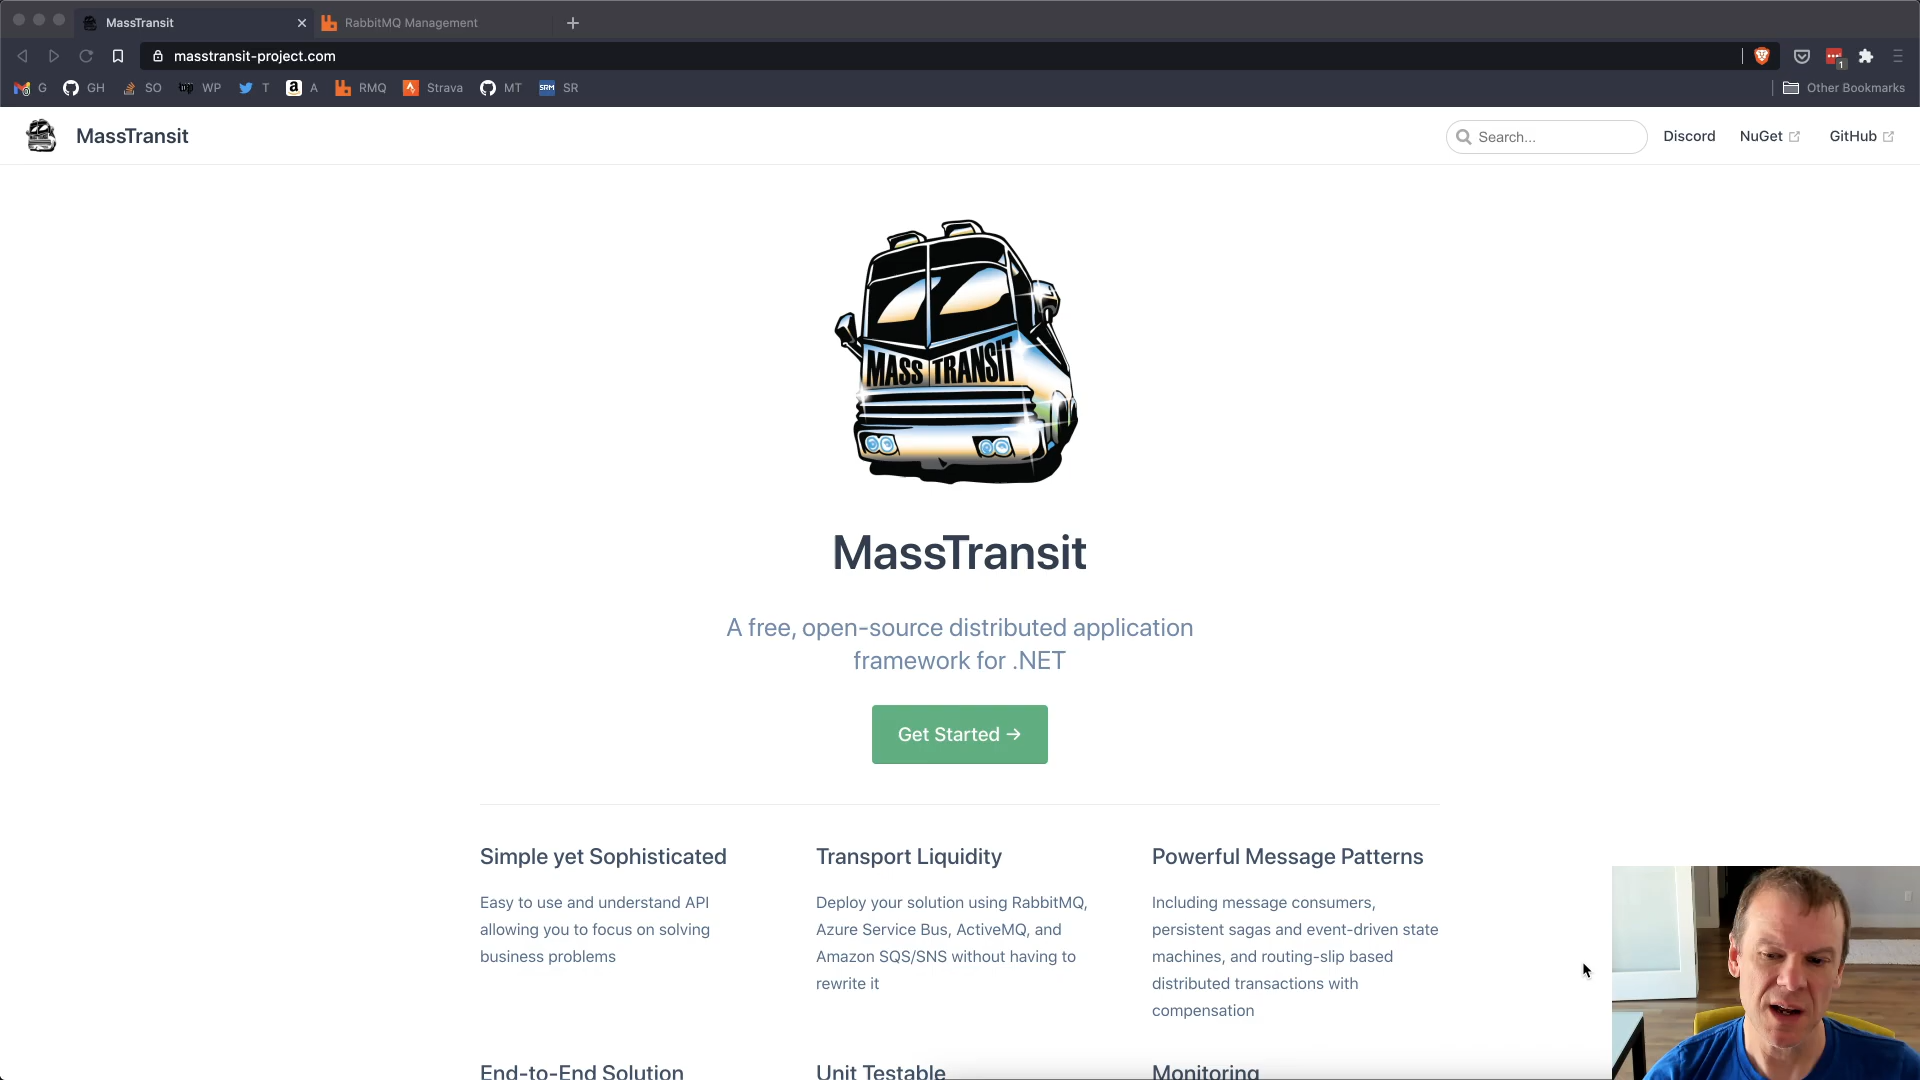 MassTransit
RabbitMQ Management
masstransit-project.com
1
G
GH
SO
WP
T
A
RMQ
Strava
MT
SRM
SR
Other Bookmarks
MassTransit
Search...
Discord
NuGet
GitHub
MASS TRANSIT
MassTransit
A free, open-source distributed application
framework for .NET
Get Started →
Simple yet Sophisticated
Easy to use and understand API
allowing you to focus on solving
business problems
Transport Liquidity
Deploy your solution using RabbitMQ,
Azure Service Bus, ActiveMQ, and
Amazon SQS/SNS without having to
rewrite it
Powerful Message Patterns
Including message consumers,
persistent sagas and event-driven state
machines, and routing-slip based
distributed transactions with
compensation
End-to-End Solution
Unit Testable
Monitoring